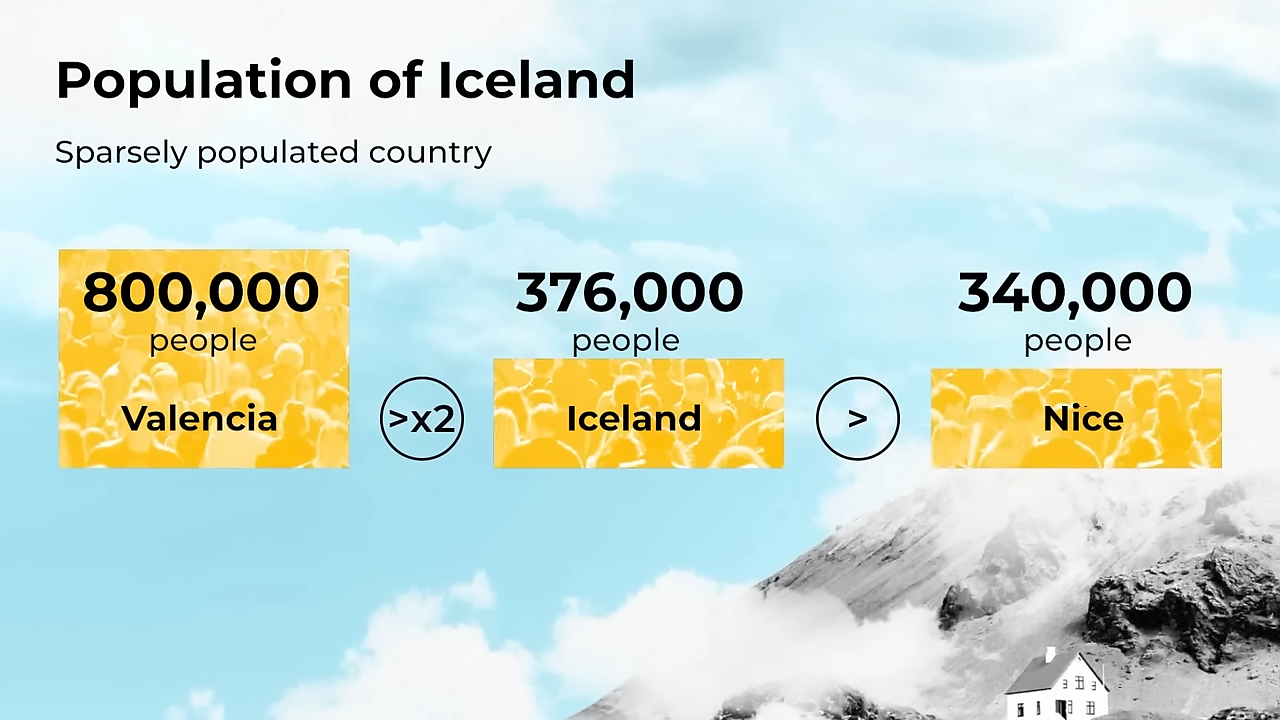 Population of Iceland
Sparsely populated country
800,000
people
Valencia
>x2
376,000
people
Iceland
>
340,000
people
Nice